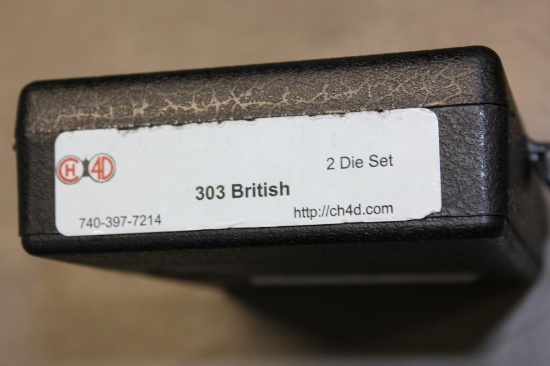 CH4D
2 Die Set
303 British
740-397-7214
http://ch4d.com